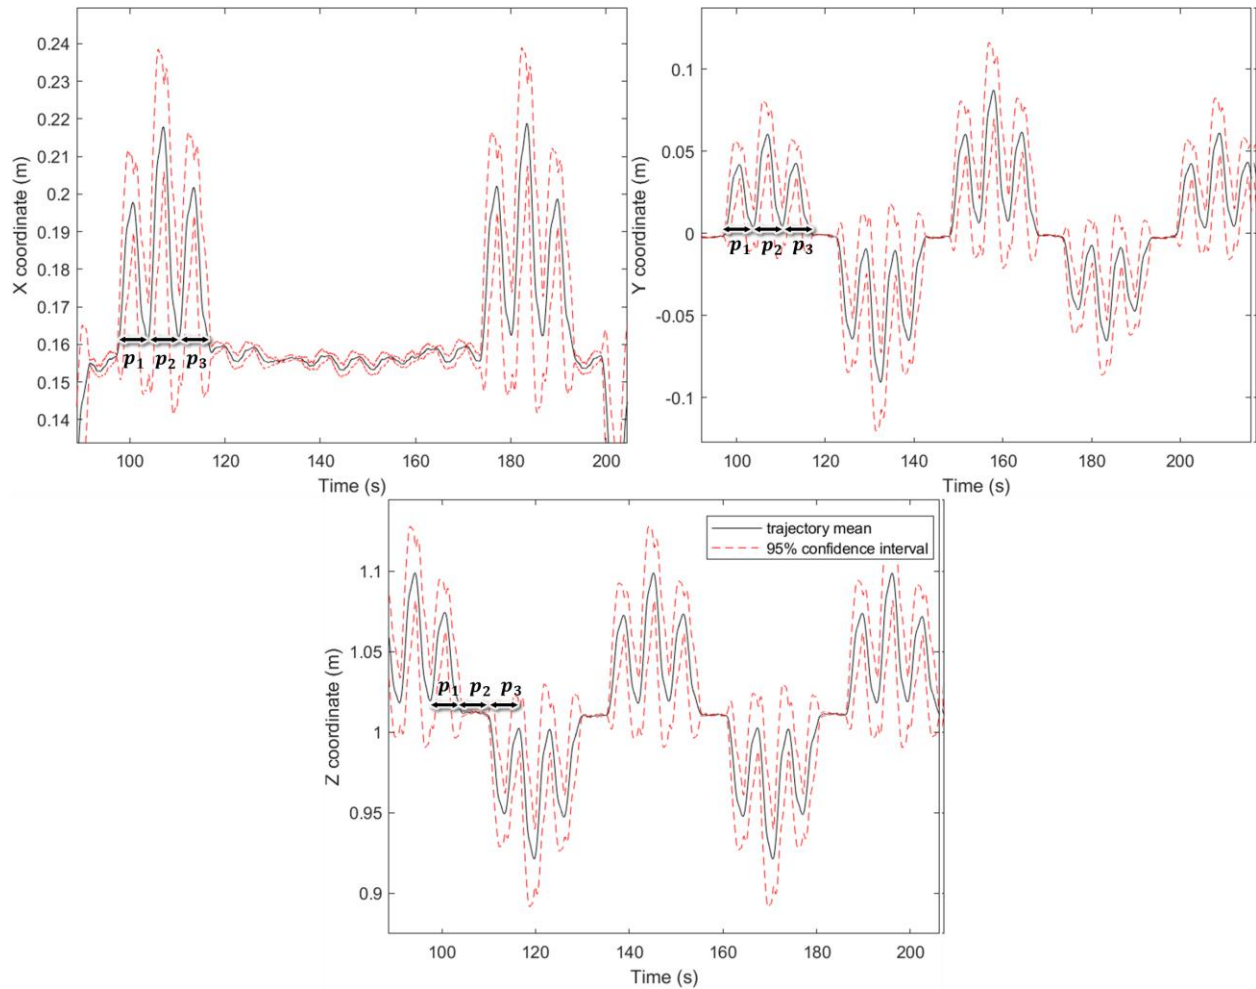 0.24
0.23
0.22
0.21
0.2
0.19
0.18
0.17
0.16
0.15
0.14
X coordinate (m)
p1 p2 p3
100 120 140 160 180 200
Time (s)
0.1
0.05
0
-0.05
-0.1
Y coordinate (m)
p1 p2 p3
100 120 140 160 180 200
Time (s)
trajectory mean
95% confidence interval
1.1
1.05
1
0.95
0.9
Z coordinate (m)
p1 p2 p3
100 120 140 160 180 200
Time (s)